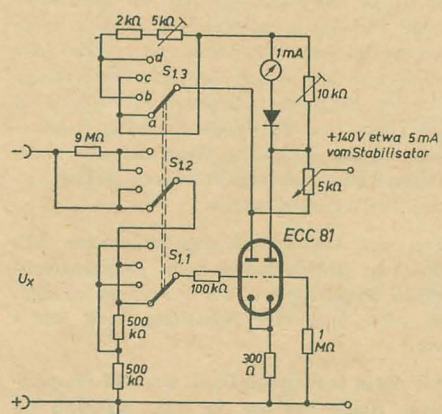 2kΩ
5kΩ
d
c
b
a
S1.3
1mA
10kΩ
+140V etwa 5mA
vom Stabilisator
5kΩ
−
9MΩ
S1.2
ECC 81
Ux
S1.1
100kΩ
500
kΩ
500
kΩ
300
Ω
1
MΩ
+